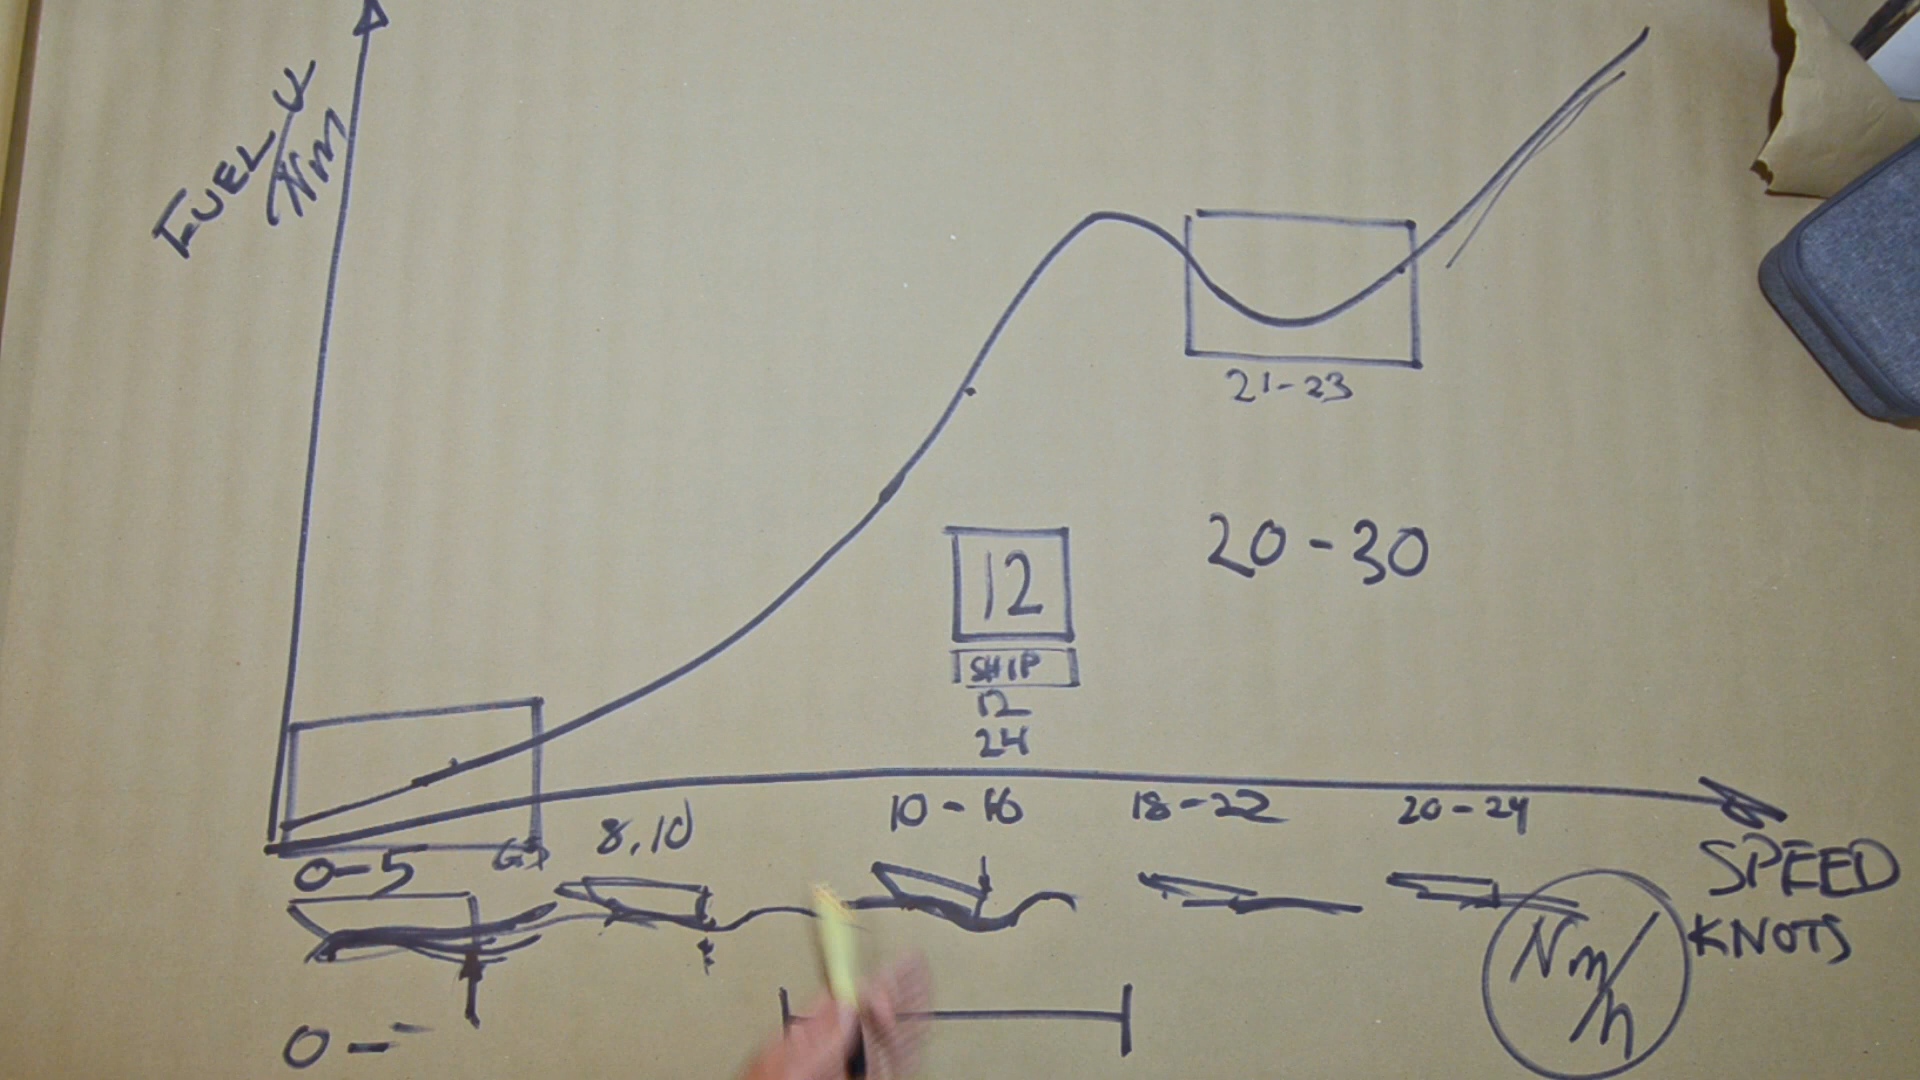 FUEL U/Nm
21-23
20-30
12
SHIP
12
24
0-5
8,10
10-16
18-22
20-24
SPEED
KNOTS
Nm/h
0-